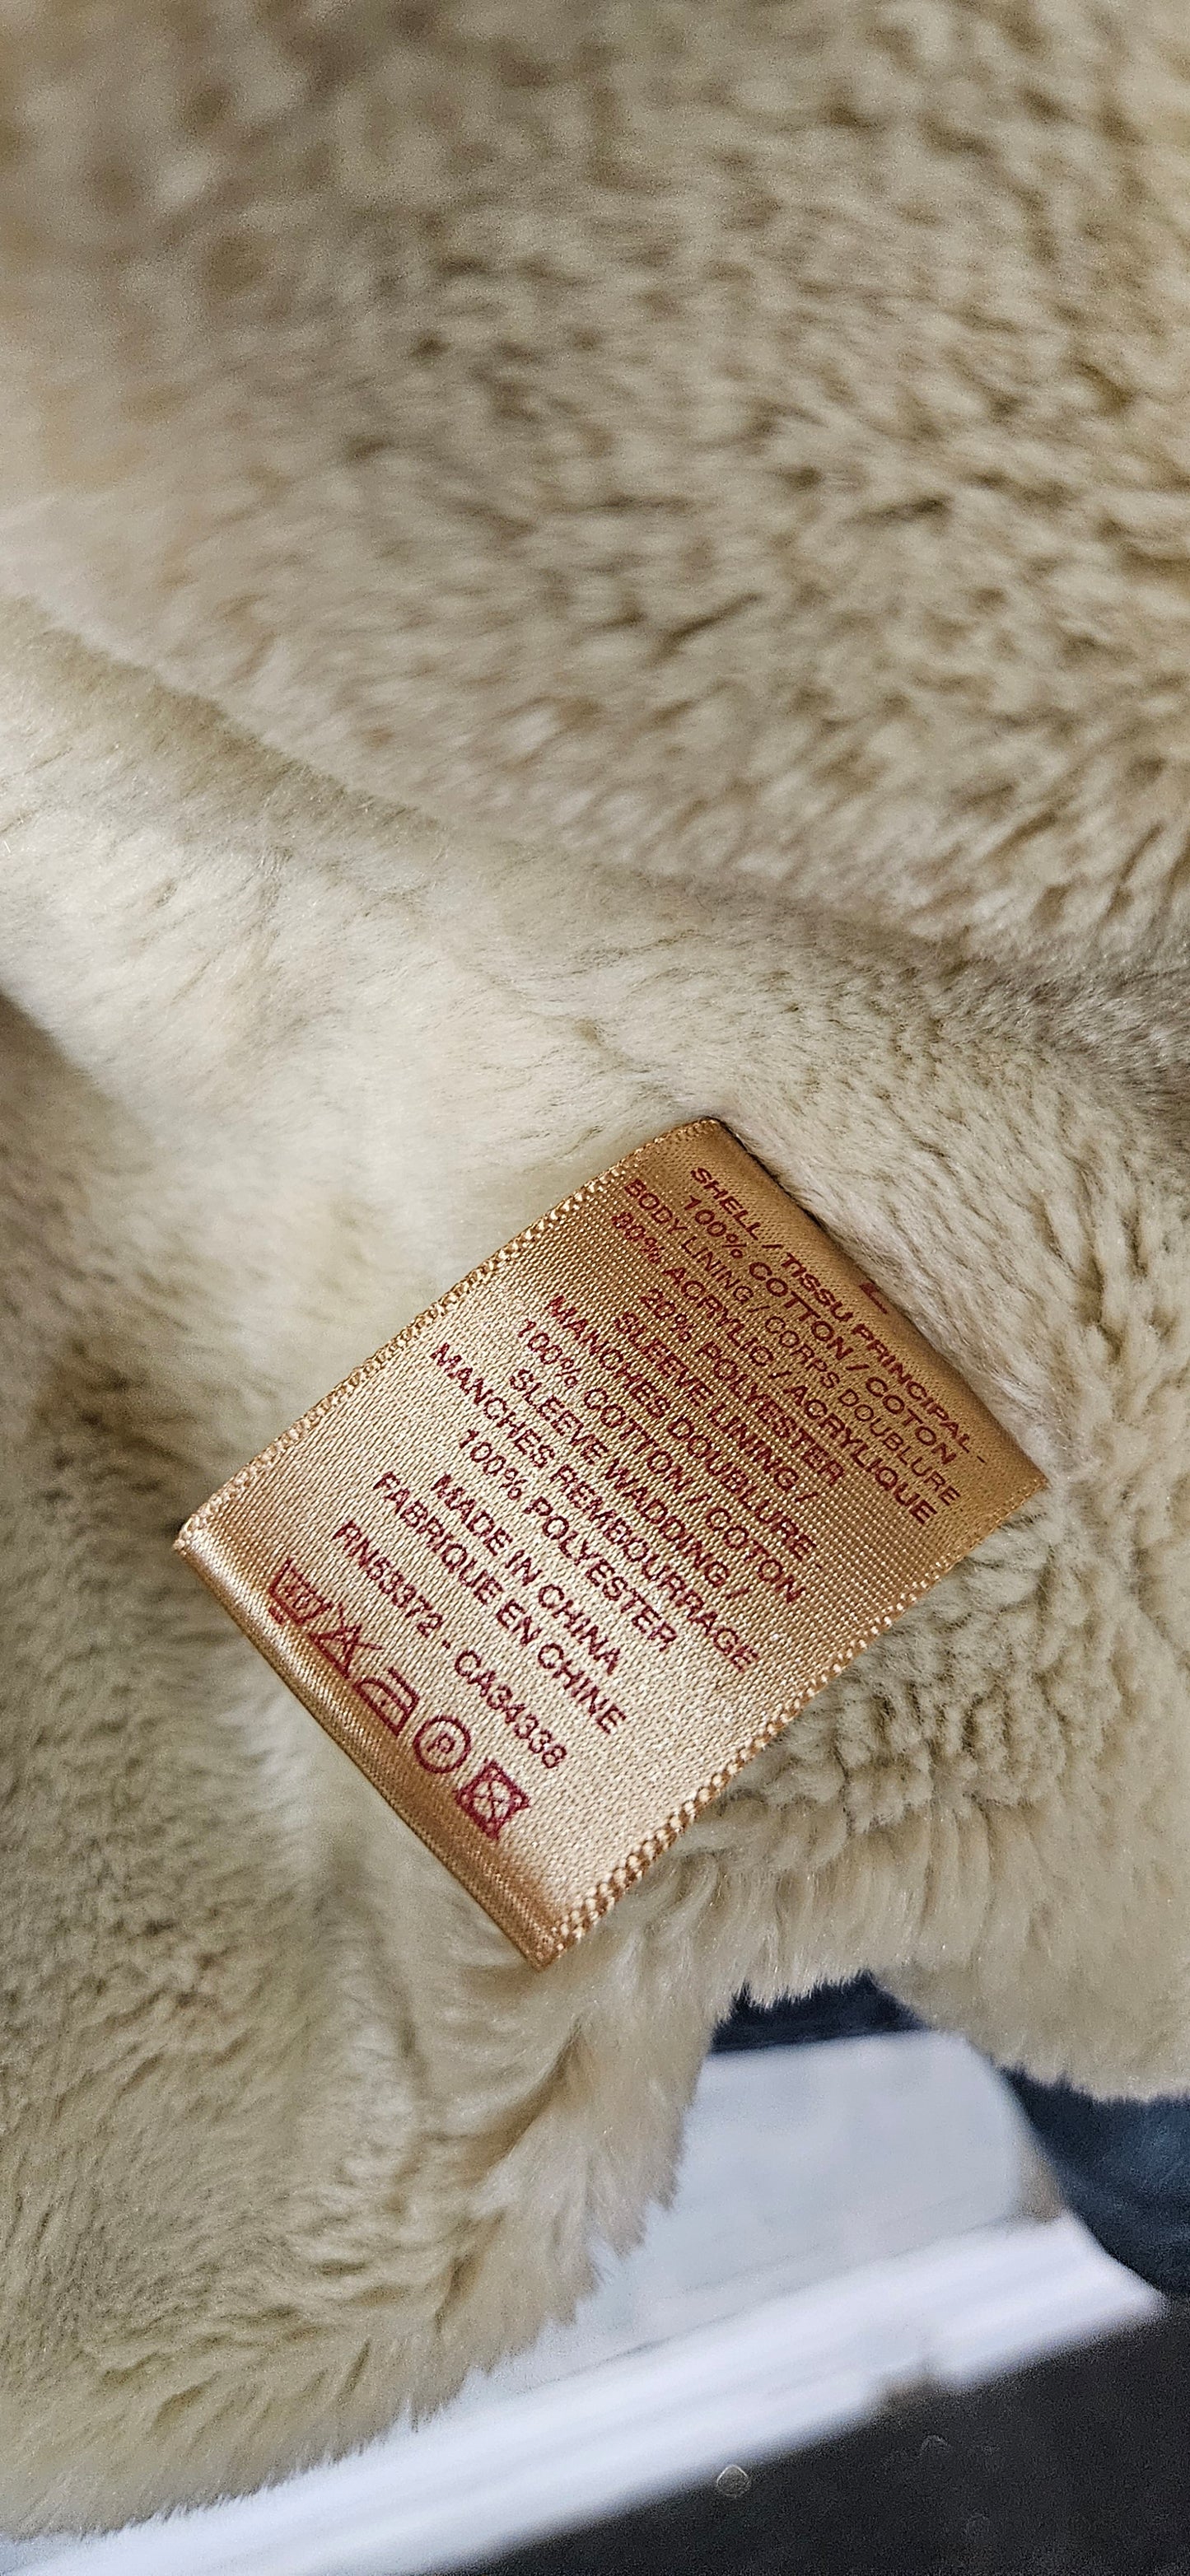 L
SHELL / TISSU PRINCIPAL -
100% COTTON / COTON
BODY LINING / CORPS DOUBLURE
80% ACRYLIC / ACRYLIQUE
20% POLYESTER
SLEEVE LINING /
MANCHES DOUBLURE
100% COTTON / COTON
SLEEVE WADDING /
MANCHES REMBOURRAGE
100% POLYESTER
MADE IN CHINA
FABRIQUE EN CHINE
RN53372 - CA34338
P